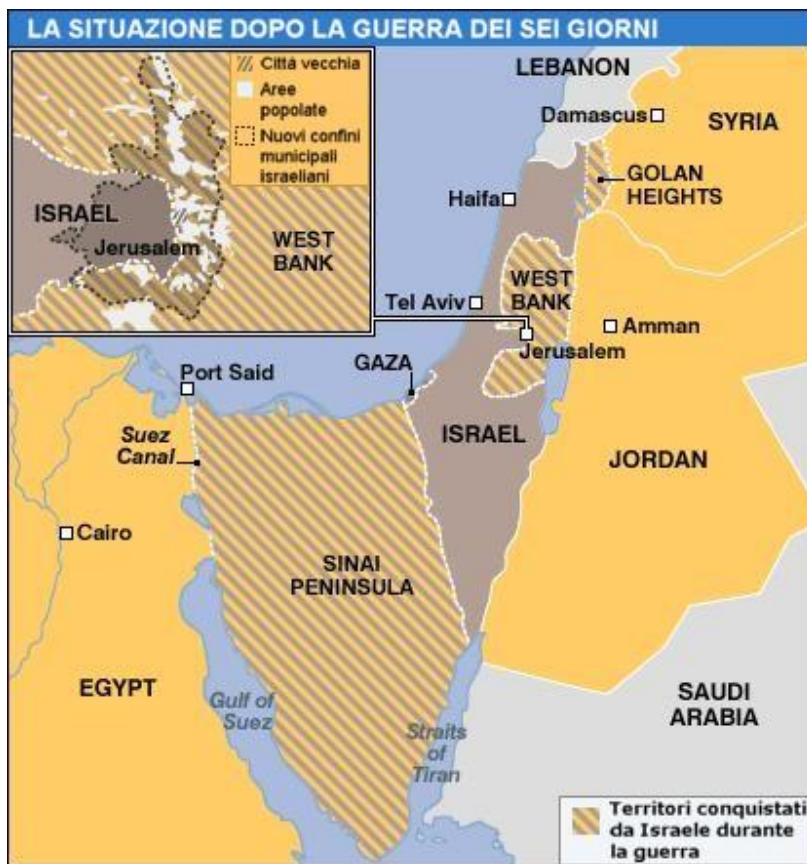 LA SITUAZIONE DOPO LA GUERRA DEI SEI GIORNI
Città vecchia
Aree
popolate
Nuovi confini
municipali
israeliani
ISRAEL
Jerusalem
WEST
BANK
LEBANON
Damascus
SYRIA
GOLAN
HEIGHTS
Haifa
WEST
BANK
Tel Aviv
Amman
Jerusalem
GAZA
Port Said
Suez
Canal
ISRAEL
JORDAN
Cairo
SINAI
PENINSULA
EGYPT
Gulf of
Suez
Straits
of
Tiran
SAUDI
ARABIA
Territori conquistati
da Israele durante
la guerra